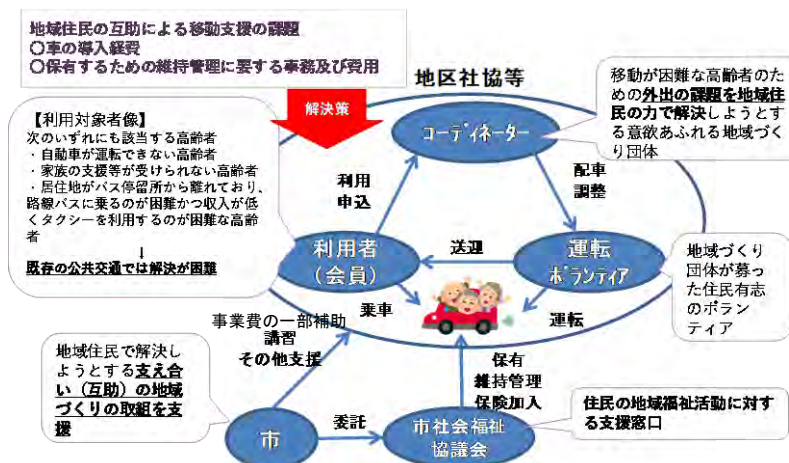 地域住民の互助による移動支援の課題
〇車の導入経費
〇保有するための維持管理に要する事務及び費用
解決策
地区社協等
移動が困難な高齢者のた
めの外出の課題を地域住
民の力で解決しようとす
る意欲あふれる地域づく
り団体
【利用対象者像】
次のいずれにも該当する高齢者
・自動車が運転できない高齢者
・家族の支援等が受けられない高齢者
・居住地がバス停留所から離れており、
路線バスに乗るのが困難かつ収入が低
くタクシーを利用するのが困難な高齢
者
↓
既存の公共交通では解決が困難
コーディネーター
利用
申込
配車
調整
利用者
（会員）
送迎
運転
ボランティア
地域づくり
団体が募っ
た住民有志
のボラン
ティア
乗車
運転
事業費の一部補助
講習
その他支援
地域住民で解決し
ようとする支え合
い（互助）の地域
づくりの取組を支
援
保有
維持管理
保険加入
市
委託
市社会福祉
協議会
住民の地域福祉活動に対す
る支援窓口